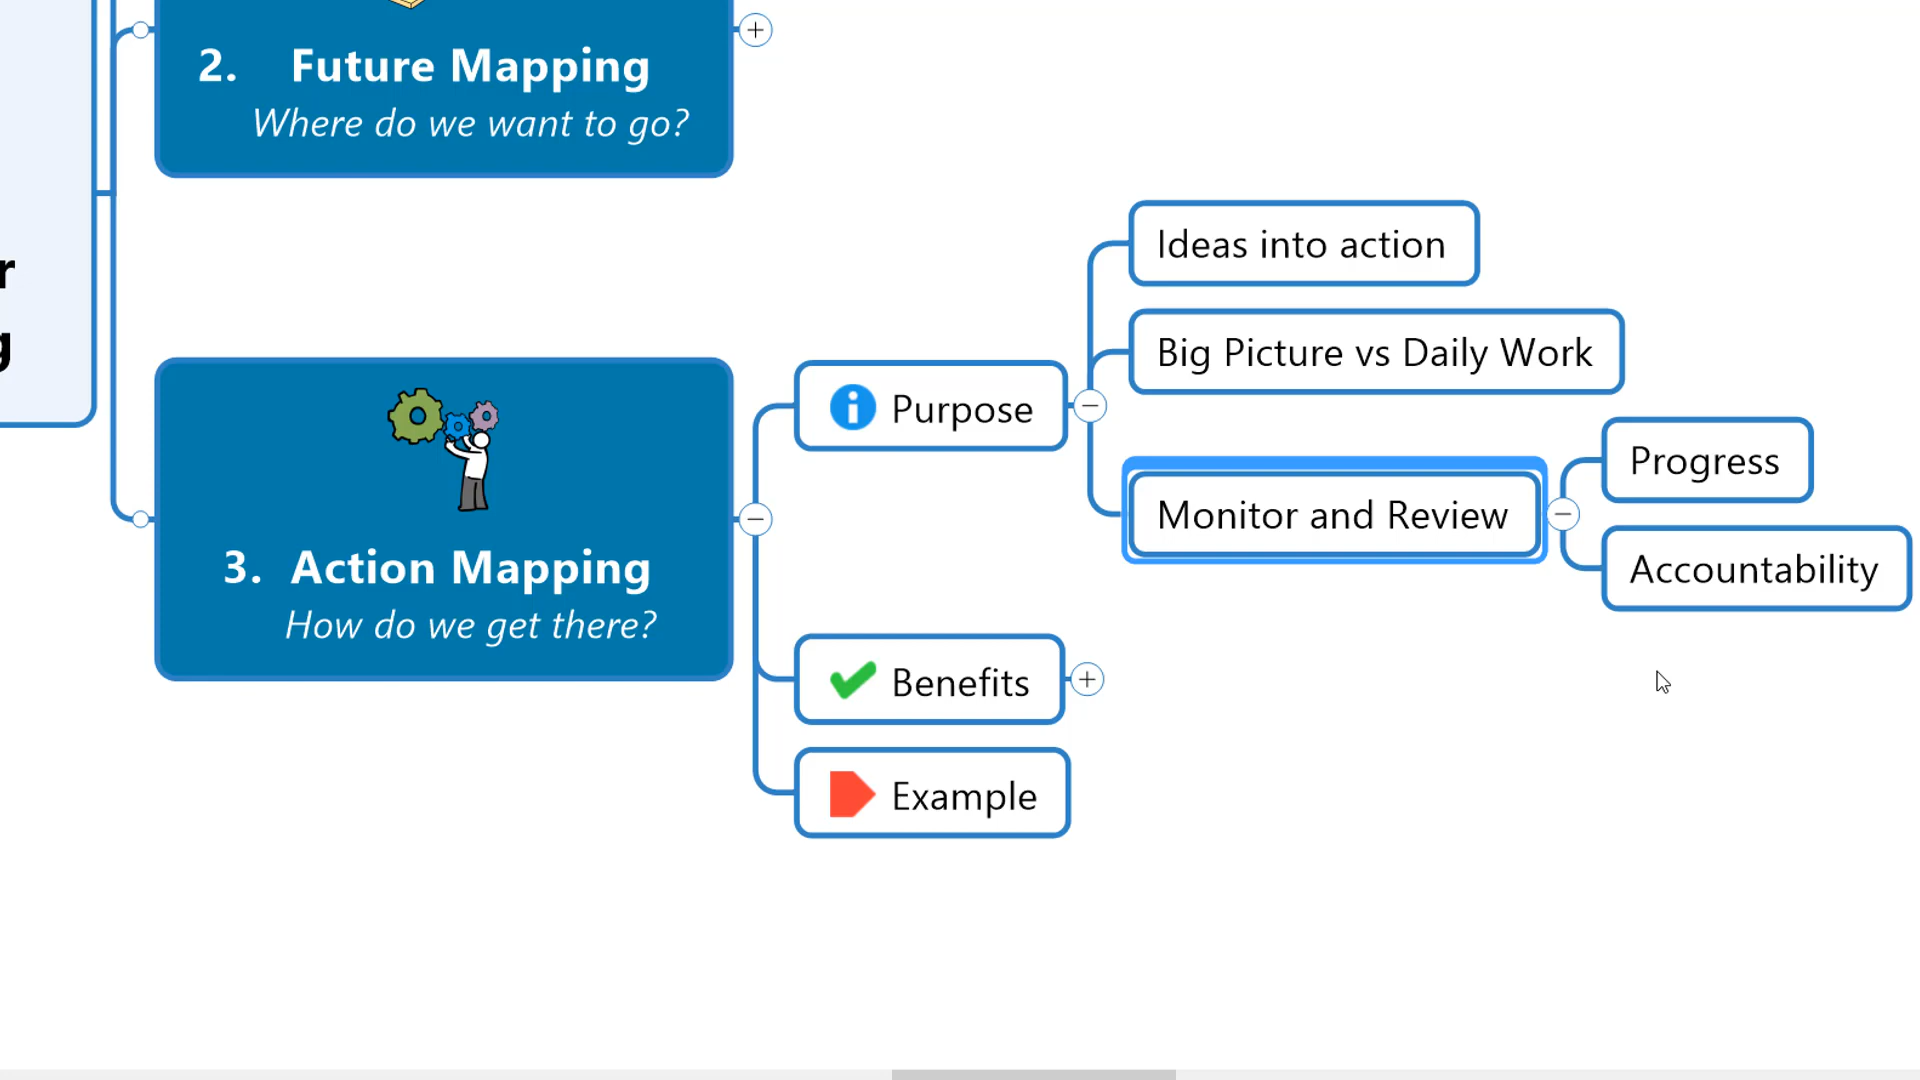 2. Future Mapping
Where do we want to go?
r
g
3. Action Mapping
How do we get there?
Purpose
Ideas into action
Big Picture vs Daily Work
Monitor and Review
Progress
Accountability
Benefits
Example